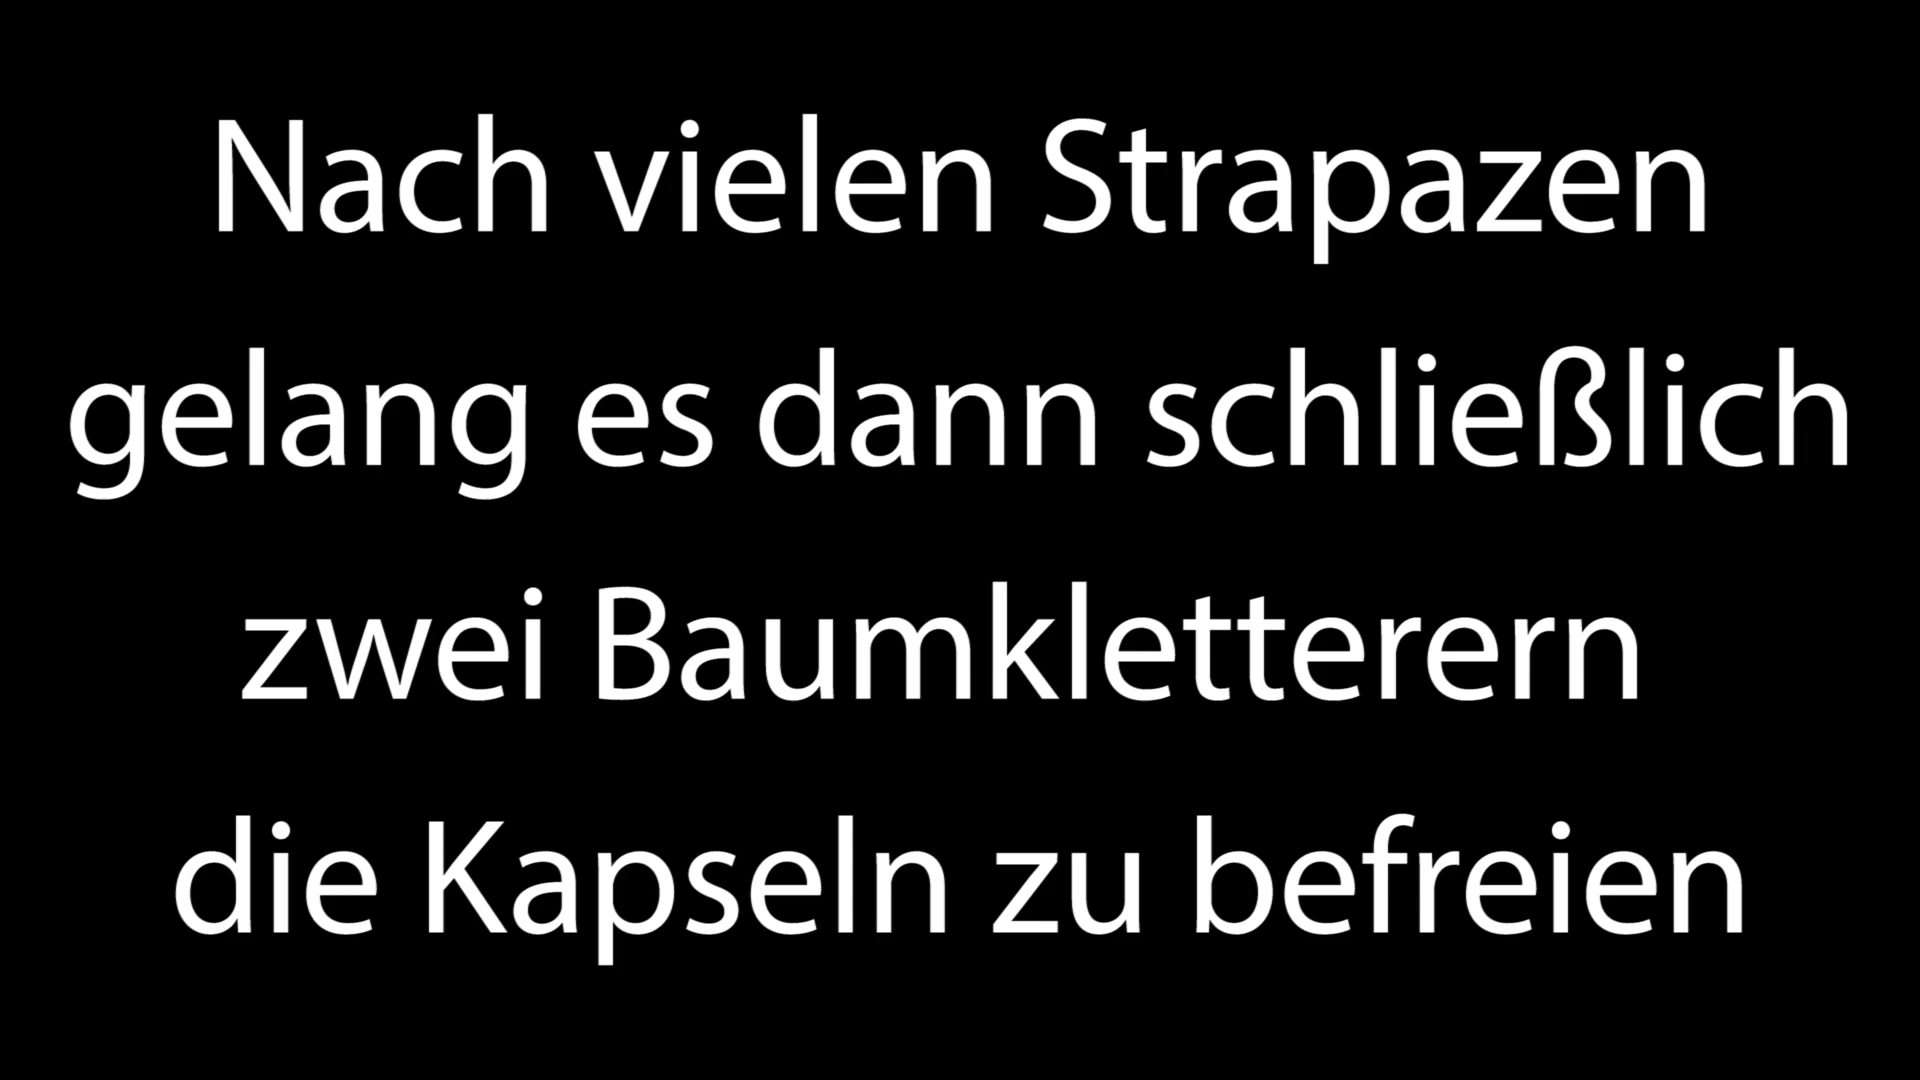 Nach vielen Strapazen
gelang es dann schließlich
zwei Baumkletterern
die Kapseln zu befreien